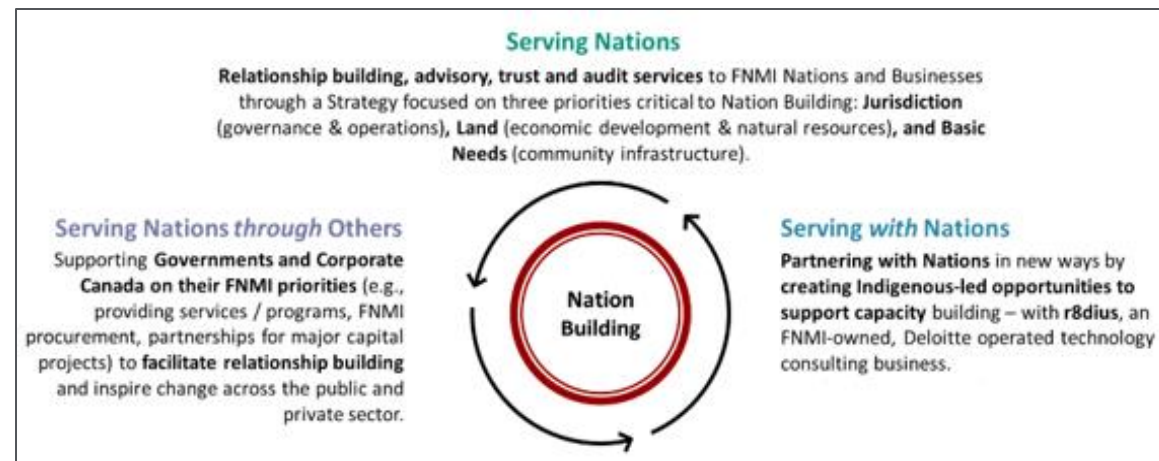 Serving Nations
Relationship building, advisory, trust and audit services to FNMI Nations and Businesses
through a Strategy focused on three priorities critical to Nation Building: Jurisdiction
(governance & operations), Land (economic development & natural resources), and Basic
Needs (community infrastructure).
Serving Nations through Others
Supporting Governments and Corporate
Canada on their FNMI priorities (e.g.,
providing services / programs, FNMI
procurement, partnerships for major capital
projects) to facilitate relationship building
and inspire change across the public and
private sector.
Nation
Building
Serving with Nations
Partnering with Nations in new ways by
creating Indigenous-led opportunities to
support capacity building – with r8dius, an
FNMI-owned, Deloitte operated technology
consulting business.